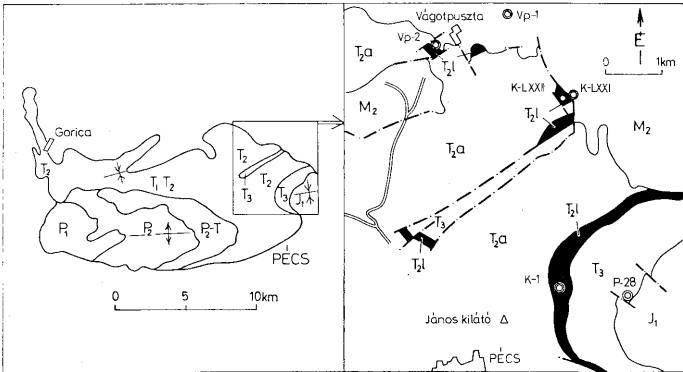 Gorica
T₂
T₁ T₂
T₂
T₃
T₂
T₃
J₁
P₁
P₂
P₂-T
PÉCS
0 5 10km
Vágotpuszta
Vp-1
Vp-2
E
0 1km
T₂a
T₂l
K-LXXII
K-LXXI
M₂
T₂l
M₂
T₂a
T₃
T₂l
T₂a
T₂l
T₃
K-1
P-28
J₁
János kilátó
PÉCS